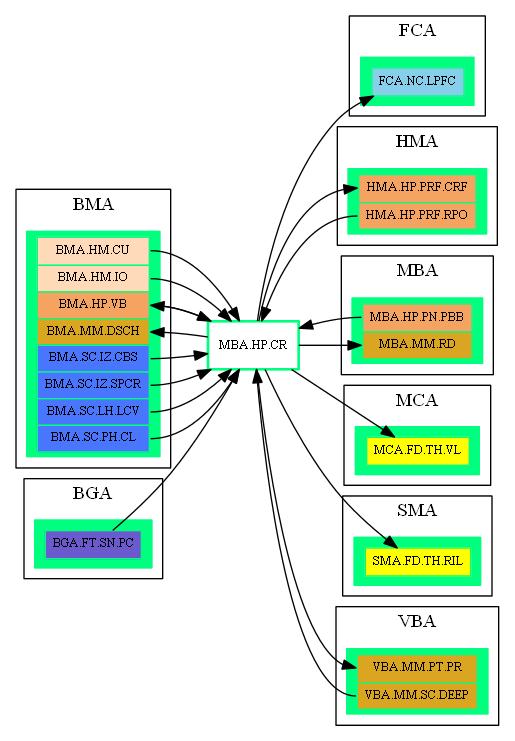 FCA
FCA.NC.LPFC
HMA
HMA.HP.PRF.CRF
HMA.HP.PRF.RPO
BMA
BMA.HM.CU
BMA.HM.IO
BMA.HP.VB
BMA.MM.DSCH
BMA.SC.IZ.CBS
BMA.SC.IZ.SPCR
BMA.SC.LH.LCV
BMA.SC.PH.CL
MBA.HP.CR
MBA
MBA.HP.PN.PBB
MBA.MM.RD
MCA
MCA.FD.TH.VL
BGA
BGA.FT.SN.PC
SMA
SMA.FD.TH.RIL
VBA
VBA.MM.PT.PR
VBA.MM.SC.DEEP